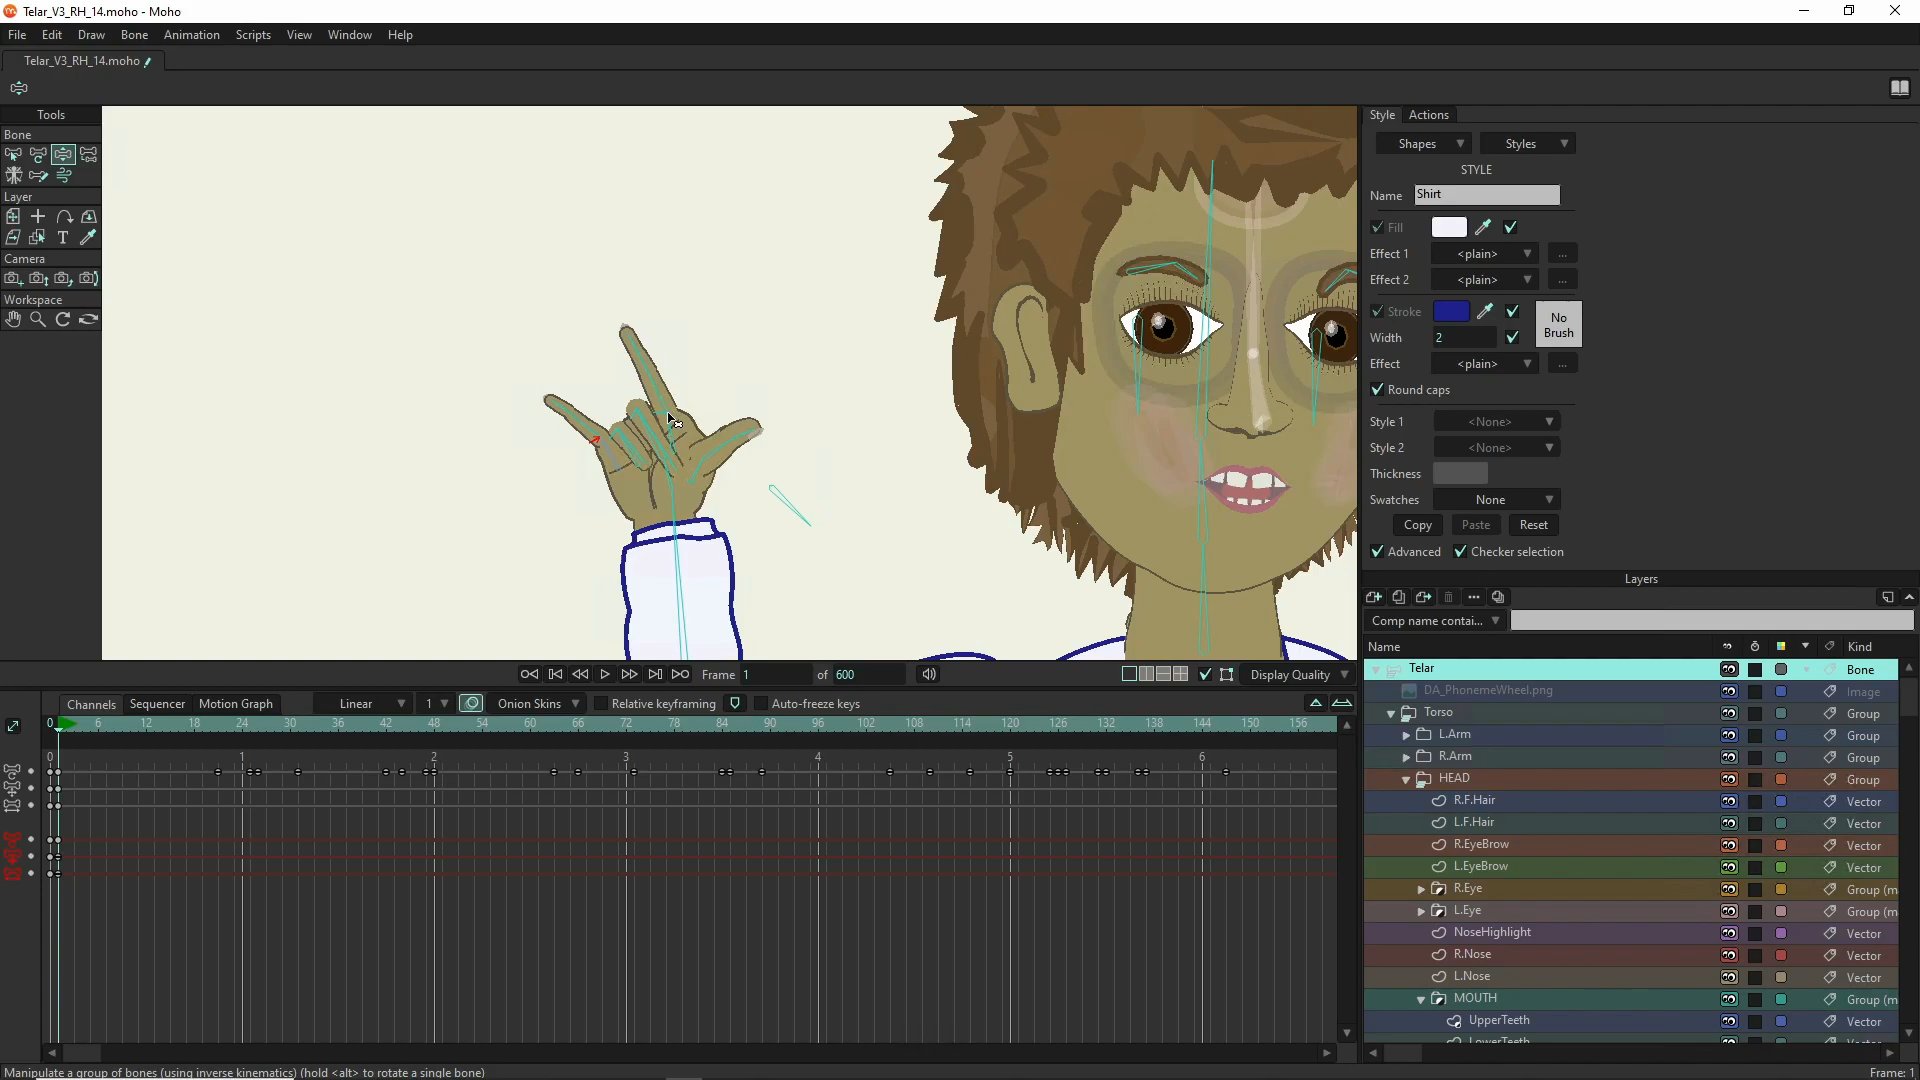 Telar_V3_RH_14.moho - Moho
File Edit Draw Bone Animation Scripts View Window Help
Telar_V3_RH_14.moho
Tools
Bone
Layer
T
Camera
Workspace
Style Actions
Shapes Styles
STYLE
Name Shirt
Fill
Effect 1 <plain> ...
Effect 2 <plain> ...
Stroke
No Brush
Width 2
Effect <plain> ...
Round caps
Style 1 <None>
Style 2 <None>
Thickness
Swatches None
Copy Paste Reset
Advanced Checker selection
Layers
Comp name contai...
Name Kind
Telar Bone
DA_PhonemeWheel.png Image
Torso Group
L.Arm Group
R.Arm Group
HEAD Group
R.F.Hair Vector
L.F.Hair Vector
R.EyeBrow Vector
L.EyeBrow Vector
R.Eye Group (m
L.Eye Group (m
NoseHighlight Vector
R.Nose Vector
L.Nose Vector
MOUTH Group (m
UpperTeeth Vector
LowerTeeth Vector
Frame 1 of 600 Display Quality
Channels Sequencer Motion Graph Linear 1 Onion Skins Relative keyframing Auto-freeze keys
0 6 12 18 24 30 36 42 48 54 60 66 72 78 84 90 96 102 108 114 120 126 132 138 144 150 156
0 1 2 3 4 5 6
Manipulate a group of bones (using inverse kinematics) (hold <alt> to rotate a single bone) Frame: 1